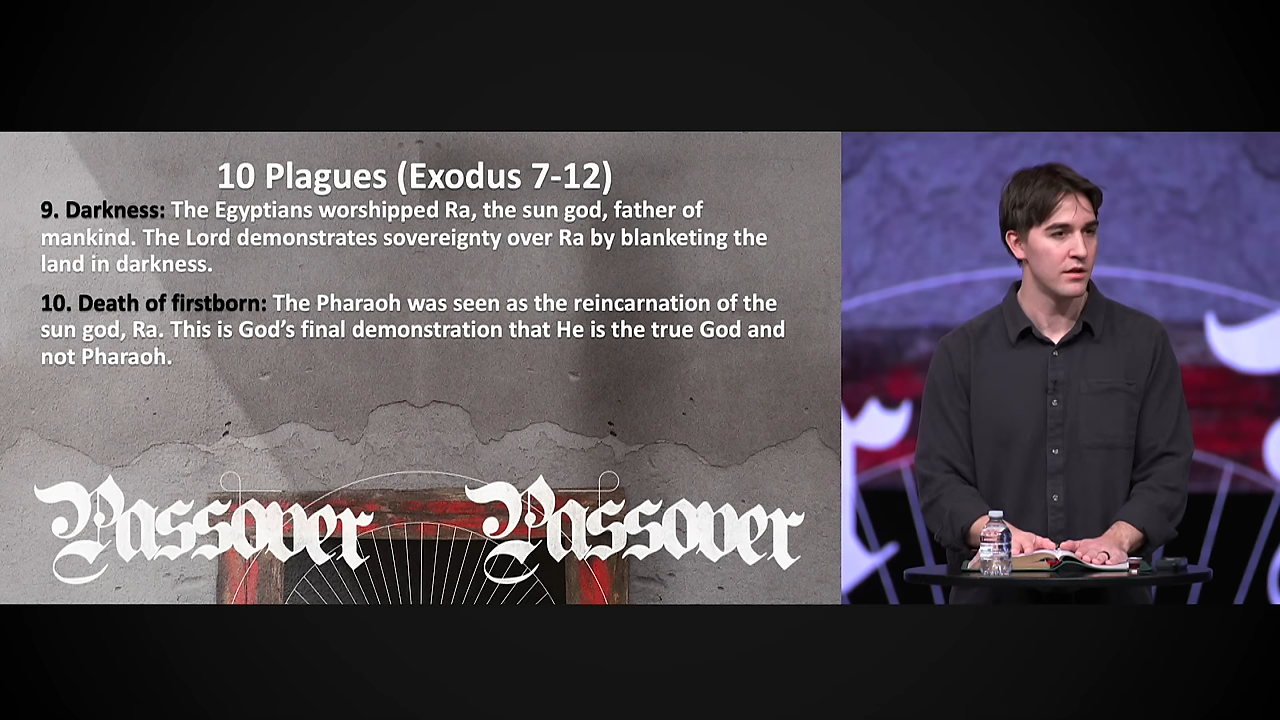 10 Plagues (Exodus 7-12)
9. Darkness: The Egyptians worshipped Ra, the sun god, father of
mankind. The Lord demonstrates sovereignty over Ra by blanketing the
land in darkness.
10. Death of firstborn: The Pharaoh was seen as the reincarnation of the
sun god, Ra. This is God's final demonstration that He is the true God and
not Pharaoh.
Passover Passover